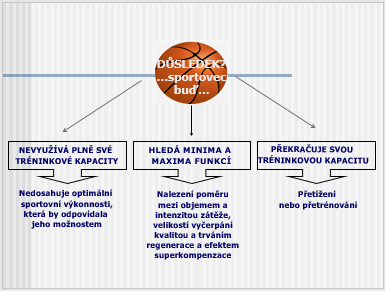 DŮSLEDEK?
...sportovec
buď...
NEVYUŽÍVÁ PLNĚ SVÉ
TRÉNINKOVÉ KAPACITY
HLEDÁ MINIMA A
MAXIMA FUNKCÍ
PŘEKRAČUJE SVOU
TRÉNINKOVOU KAPACITU
Nedosahuje optimální
sportovní výkonnosti,
která by odpovídala
jeho možnostem
Nalezení poměru
mezi objemem a
intenzitou zátěže,
velikostí vyčerpání
kvalitou a trváním
regenerace a efektem
superkompenzace
Přetížení
nebo přetrénování